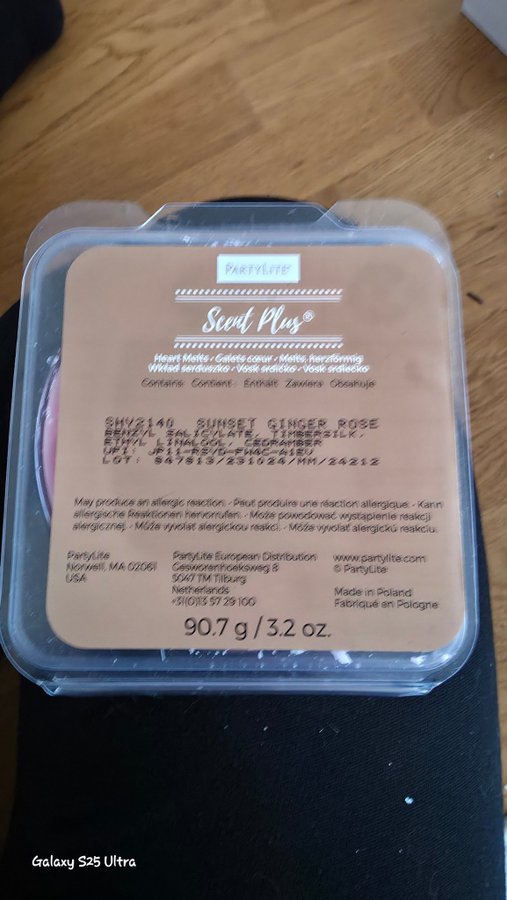 PARTYLITE®
Scent Plus®
Heart Melts • Galets cœur • Melts, herzförmig
Wkład serduszko • Vosk srdíčko • Vosk srdiečko
Contains Contient Enthält Zawiera Obsahuje
SMV2140 SUNSET GINGER ROSE
BENZYL SALICYLATE, TIMBERSILK,
ETHYL LINALOOL, CEDRAMBER
UFI: JP11-R3VD-FW4C-A1EV
LOT: 847813/231024/MM/24212
May produce an allergic reaction. • Peut produire une réaction allergique. • Kann
allergische Reaktionen hervorrufen. • Może powodować wystąpienie reakcji
alergicznej. • Může vyvolat alergickou reakci. • Môže vyvolať alergickú reakciu.
PartyLite
Norwell, MA 02061
USA
PartyLite European Distribution
Gesworenhoekseweg 8
5047 TM Tilburg
Netherlands
+31(0)13 57 29 100
www.partylite.com
© PartyLite
Made in Poland
Fabriqué en Pologne
90.7 g / 3.2 oz.
Galaxy S25 Ultra